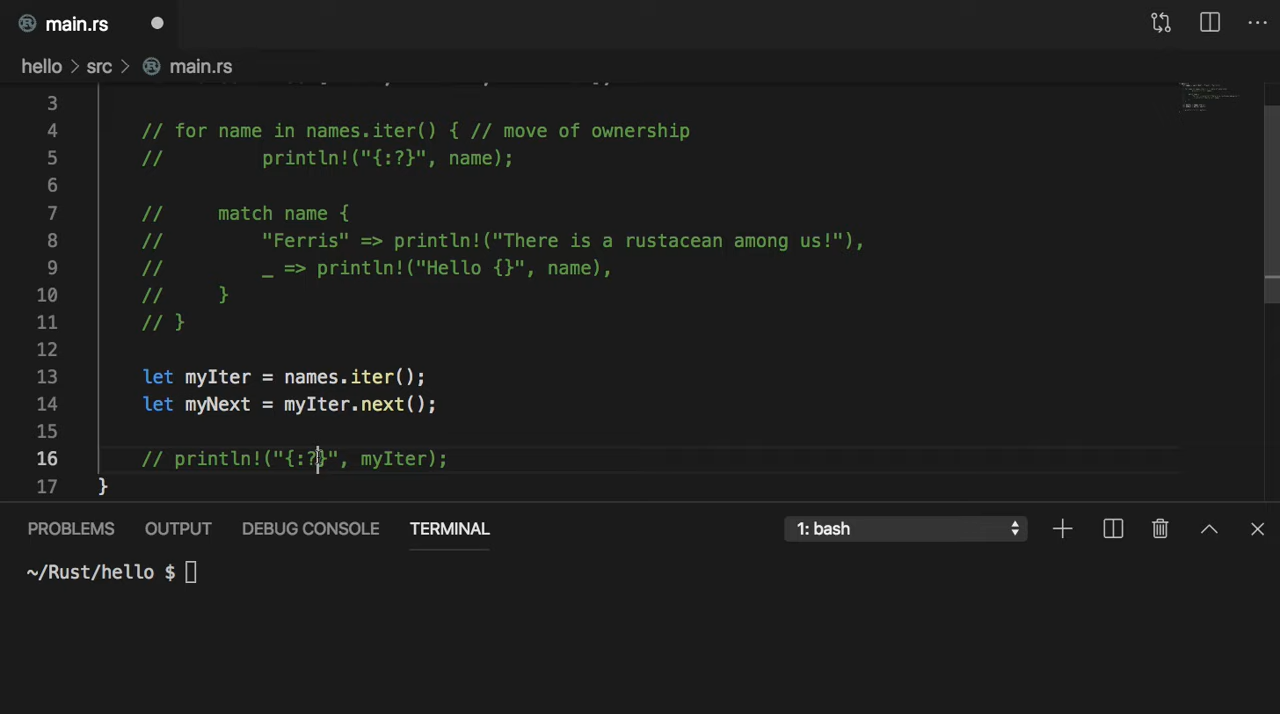 main.rs
hello > src > main.rs
3
4 // for name in names.iter() { // move of ownership
5 // println!("{:?}", name);
6
7 // match name {
8 // "Ferris" => println!("There is a rustacean among us!"),
9 // _ => println!("Hello {}", name),
10 // }
11 // }
12
13 let myIter = names.iter();
14 let myNext = myIter.next();
15
16 // println!("{:?}", myIter);
17 }
PROBLEMS OUTPUT DEBUG CONSOLE TERMINAL 1: bash
~/Rust/hello $